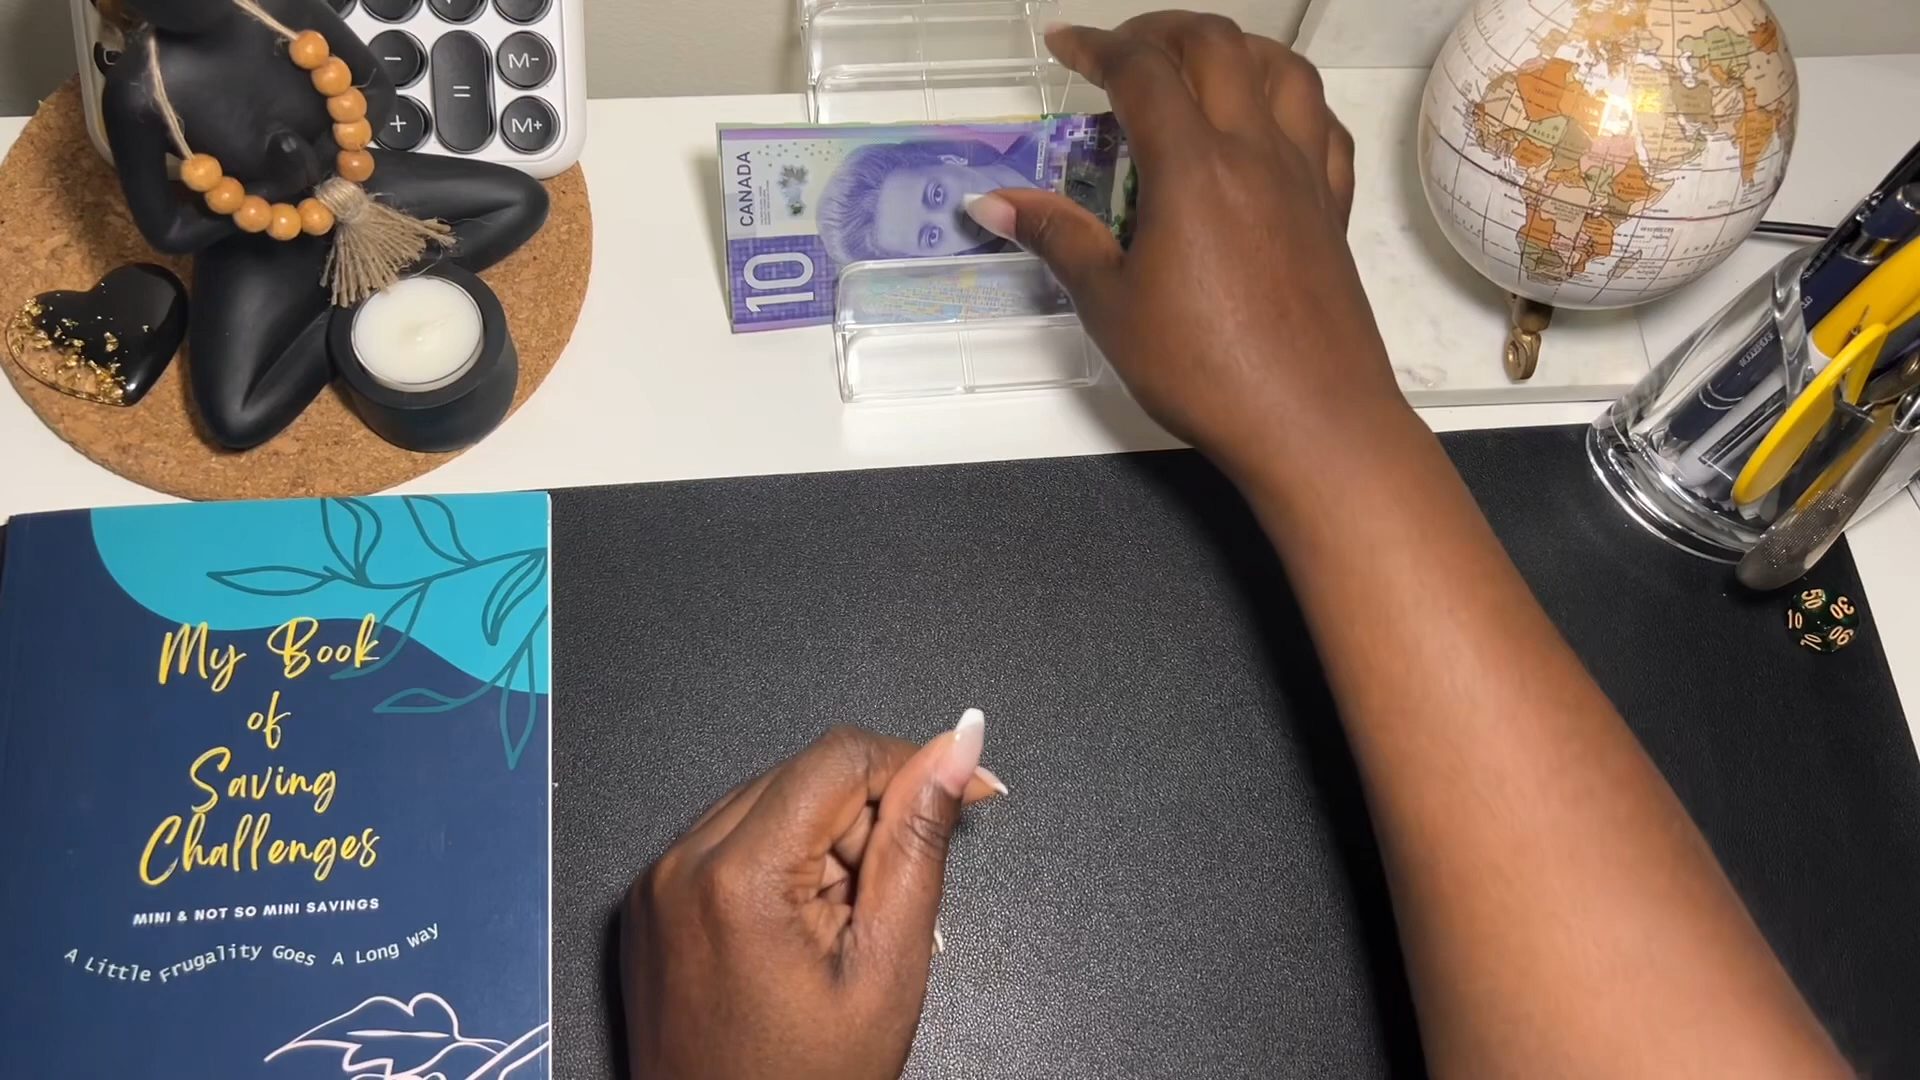 -
=
M-
+
M+
CANADA
10
My Book
of
Saving
Challenges
MINI & NOT SO MINI SAVINGS
A Little Frugality Goes A Long Way
50
30
10
90